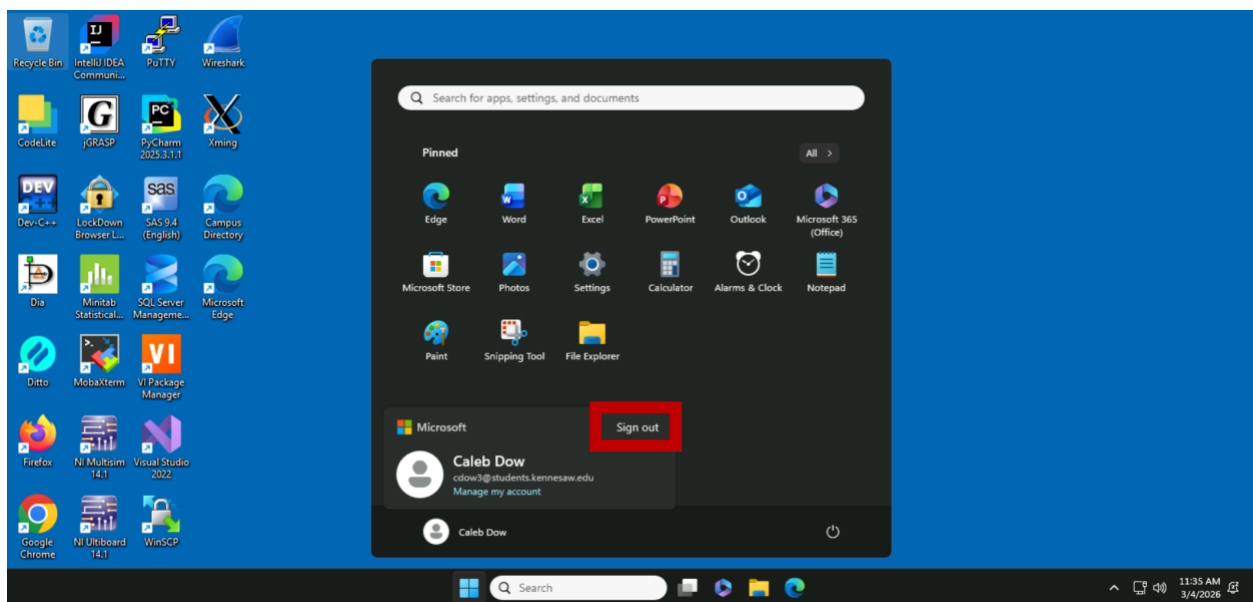 Recycle Bin
IntelliJ IDEA
Communi...
PuTTY
Wireshark
CodeLite
jGRASP
PyCharm
2025.3.1.1
Xming
Dev-C++
LockDown
Browser L...
SAS 9.4
(English)
Campus
Directory
Dia
Minitab
Statistical...
SQL Server
Manageme...
Microsoft
Edge
Ditto
MobaXterm
VI Package
Manager
Firefox
NI Multisim
14.1
Visual Studio
2022
Google
Chrome
NI Ultiboard
14.1
WinSCP
Search for apps, settings, and documents
Pinned
All >
Edge
Word
Excel
PowerPoint
Outlook
Microsoft 365
(Office)
Microsoft Store
Photos
Settings
Calculator
Alarms & Clock
Notepad
Paint
Snipping Tool
File Explorer
Microsoft
Sign out
Caleb Dow
cdow3@students.kennesaw.edu
Manage my account
Caleb Dow
Search
11:35 AM
3/4/2026